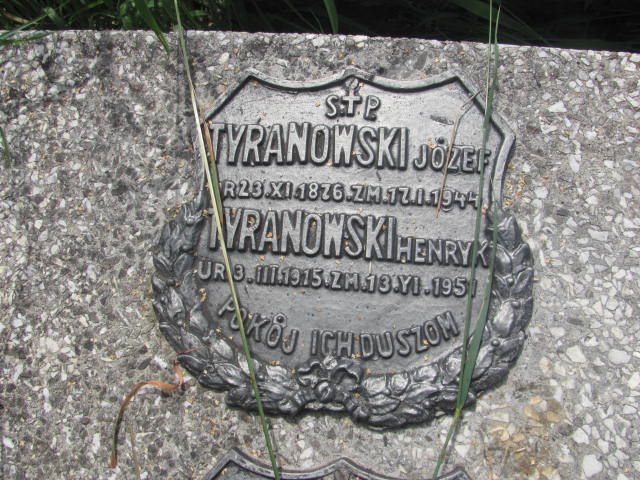 Ś.†P.
TYRANOWSKI JÓZEF
UR 23.XI.1876.ZM.17.I.1944
TYRANOWSKI HENRYK
UR 3.III.1915.ZM.13.VI.1951
POKÓJ ICH DUSZOM